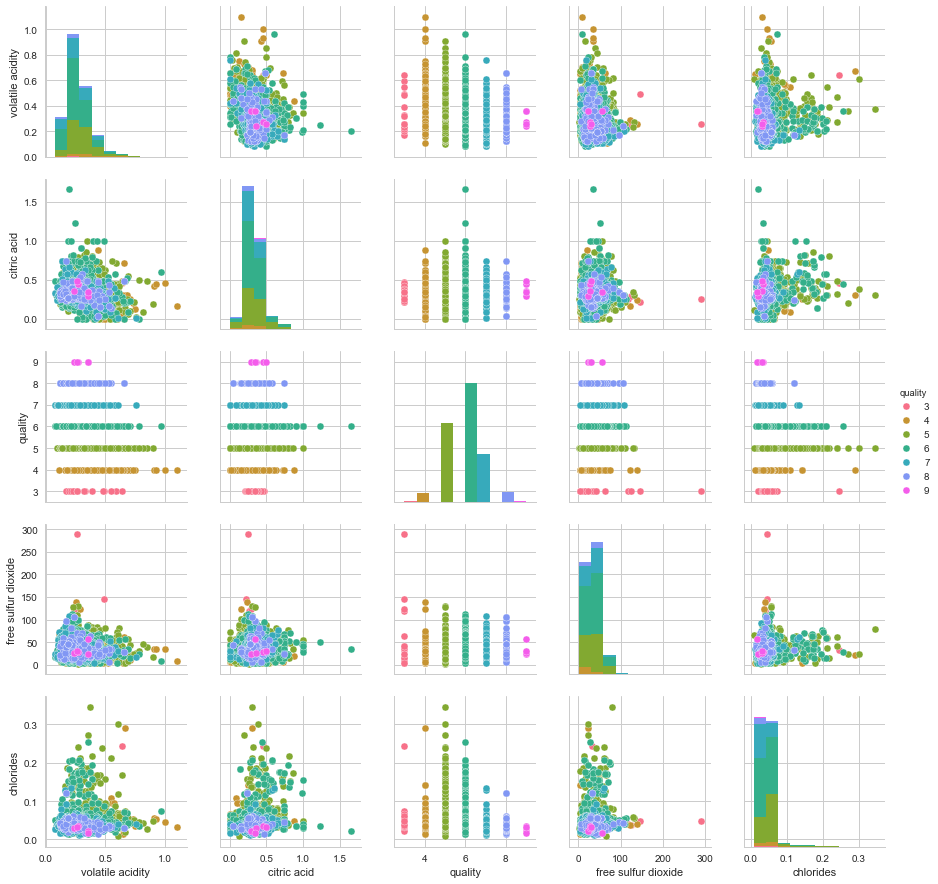 volatile acidity
1.0
0.8
0.6
0.4
0.2
0.0
citric acid
1.5
1.0
0.5
0.0
quality
9
8
7
6
5
4
3
quality
3
4
5
6
7
8
9
free sulfur dioxide
300
250
200
150
100
50
0
chlorides
0.3
0.2
0.1
0.0
0.0 0.5 1.0
0.0 0.5 1.0 1.5
4 6 8
0 100 200 300
0.0 0.1 0.2 0.3
volatile acidity
citric acid
quality
free sulfur dioxide
chlorides